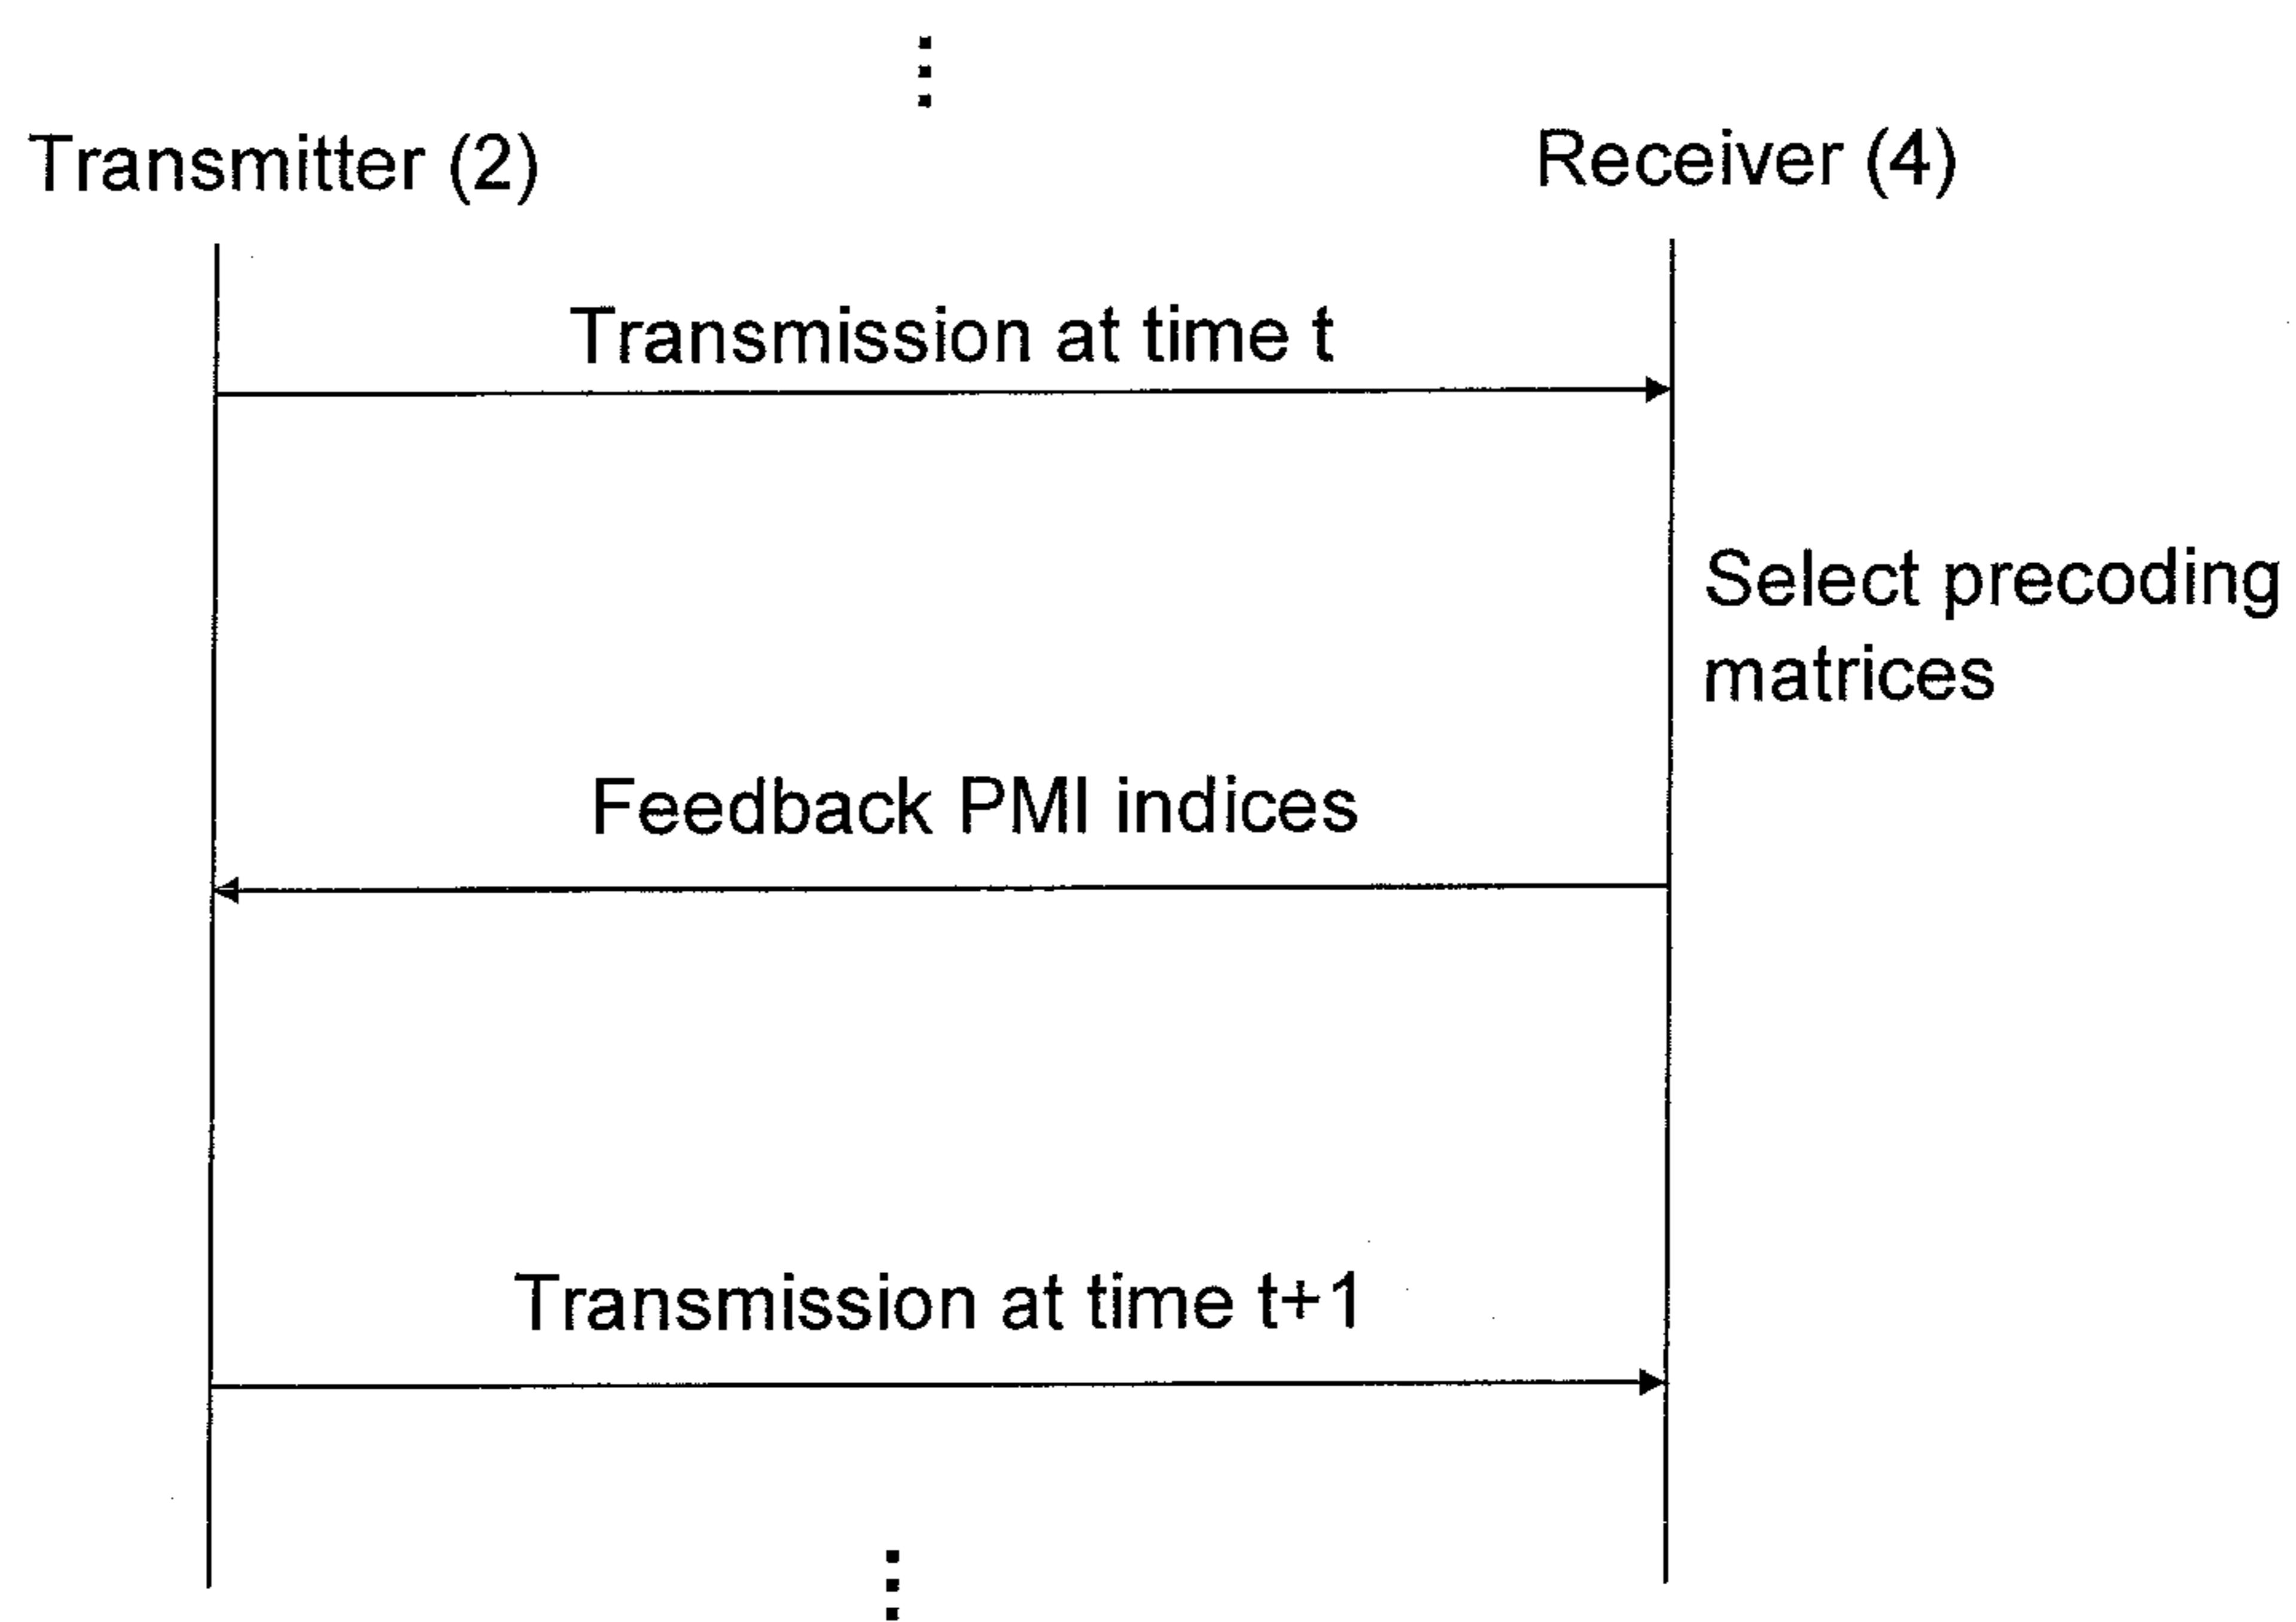 Transmitter (2)
Receiver (4)
Transmission at time t
Select precoding
matrices
Feedback PMI indices
Transmission at time t+1